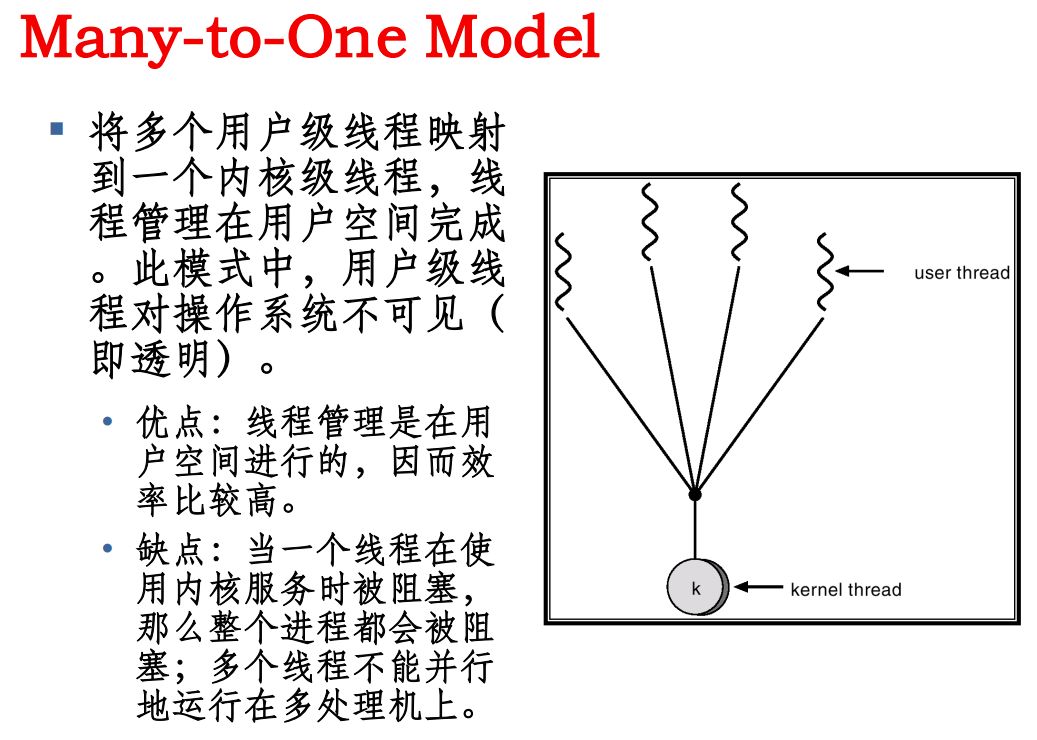 Many-to-One Model
▪ 将多个用户级线程映射
到一个内核级线程，线
程管理在用户空间完成
。此模式中，用户级线
程对操作系统不可见（
即透明）。
• 优点：线程管理是在用
户空间进行的，因而效
率比较高。
• 缺点：当一个线程在使
用内核服务时被阻塞，
那么整个进程都会被阻
塞；多个线程不能并行
地运行在多处理机上。
user thread
k
kernel thread